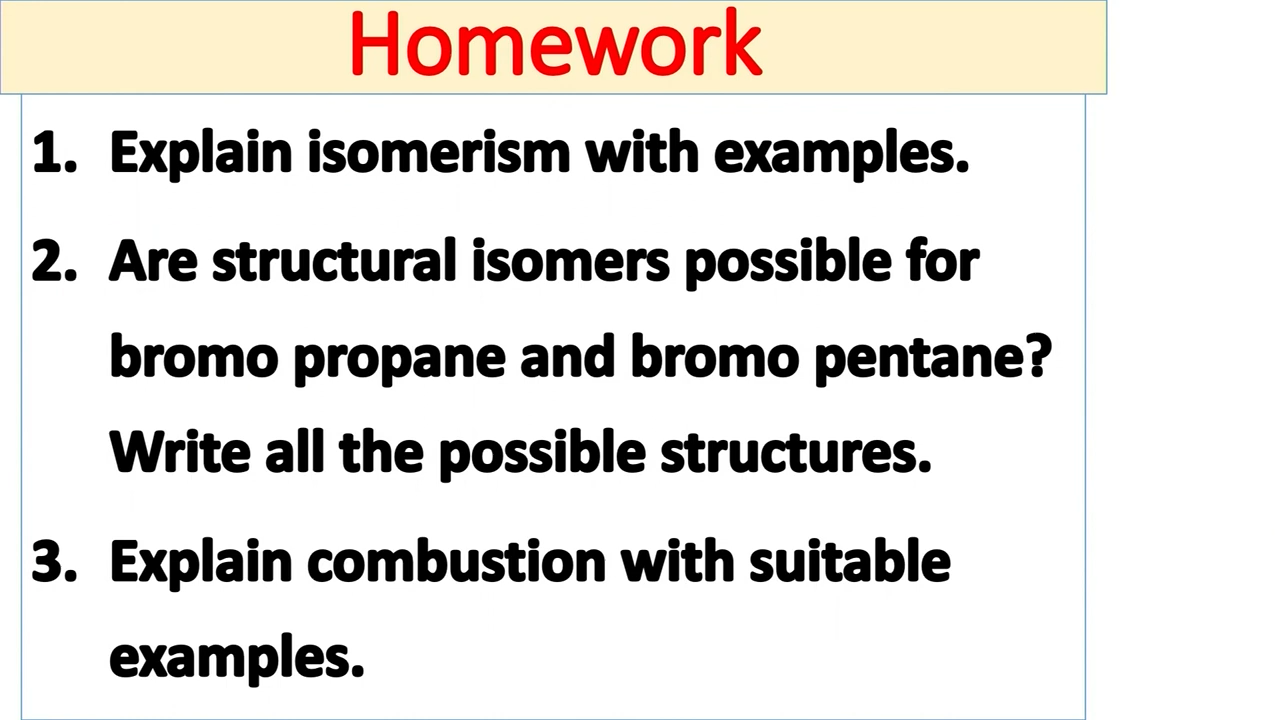 Homework
1. Explain isomerism with examples.
2. Are structural isomers possible for
bromo propane and bromo pentane?
Write all the possible structures.
3. Explain combustion with suitable
examples.